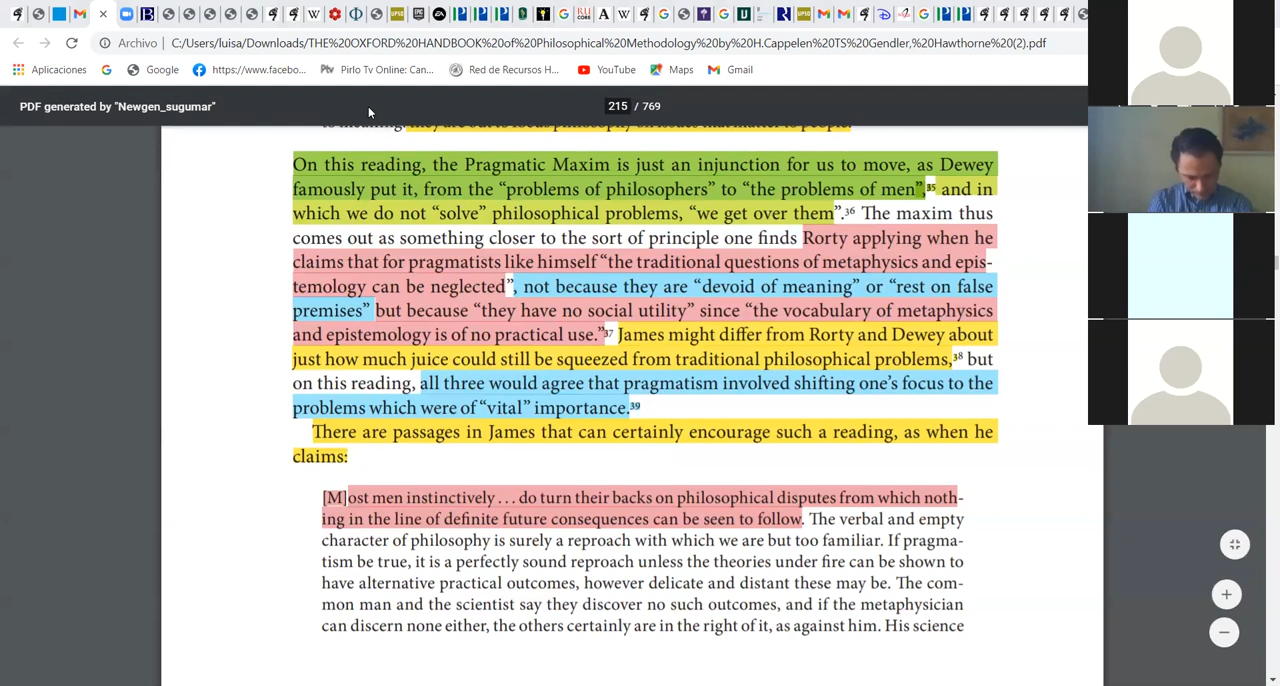 Archivo
C:/Users/luisa/Downloads/THE%20OXFORD%20HANDBOOK%20of%20Philosophical%20Methodology%20by%20H.Cappelen%20TS%20Gendler,%20Hawthorne%20(2).pdf
Aplicaciones
Google
https://www.facebo...
Pirlo Tv Online: Can...
Red de Recursos H...
YouTube
Maps
Gmail
PDF generated by "Newgen_sugumar"
215 / 769
to meaning, they are out to focus philosophy on issues that matter to people.
On this reading, the Pragmatic Maxim is just an injunction for us to move, as Dewey
famously put it, from the “problems of philosophers” to “the problems of men”,35 and in
which we do not “solve” philosophical problems, “we get over them”.36 The maxim thus
comes out as something closer to the sort of principle one finds Rorty applying when he
claims that for pragmatists like himself “the traditional questions of metaphysics and epis-
temology can be neglected”, not because they are “devoid of meaning” or “rest on false
premises” but because “they have no social utility” since “the vocabulary of metaphysics
and epistemology is of no practical use.”37 James might differ from Rorty and Dewey about
just how much juice could still be squeezed from traditional philosophical problems,38 but
on this reading, all three would agree that pragmatism involved shifting one’s focus to the
problems which were of “vital” importance.39
There are passages in James that can certainly encourage such a reading, as when he
claims:
[M]ost men instinctively . . . do turn their backs on philosophical disputes from which noth-
ing in the line of definite future consequences can be seen to follow. The verbal and empty
character of philosophy is surely a reproach with which we are but too familiar. If pragma-
tism be true, it is a perfectly sound reproach unless the theories under fire can be shown to
have alternative practical outcomes, however delicate and distant these may be. The com-
mon man and the scientist say they discover no such outcomes, and if the metaphysician
can discern none either, the others certainly are in the right of it, as against him. His science